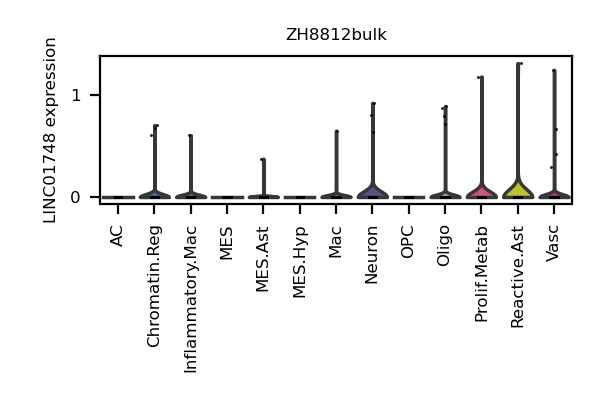 ZH8812bulk
LINC01748 expression
1
0
AC
Chromatin.Reg
Inflammatory.Mac
MES
MES.Ast
MES.Hyp
Mac
Neuron
OPC
Oligo
Prolif.Metab
Reactive.Ast
Vasc